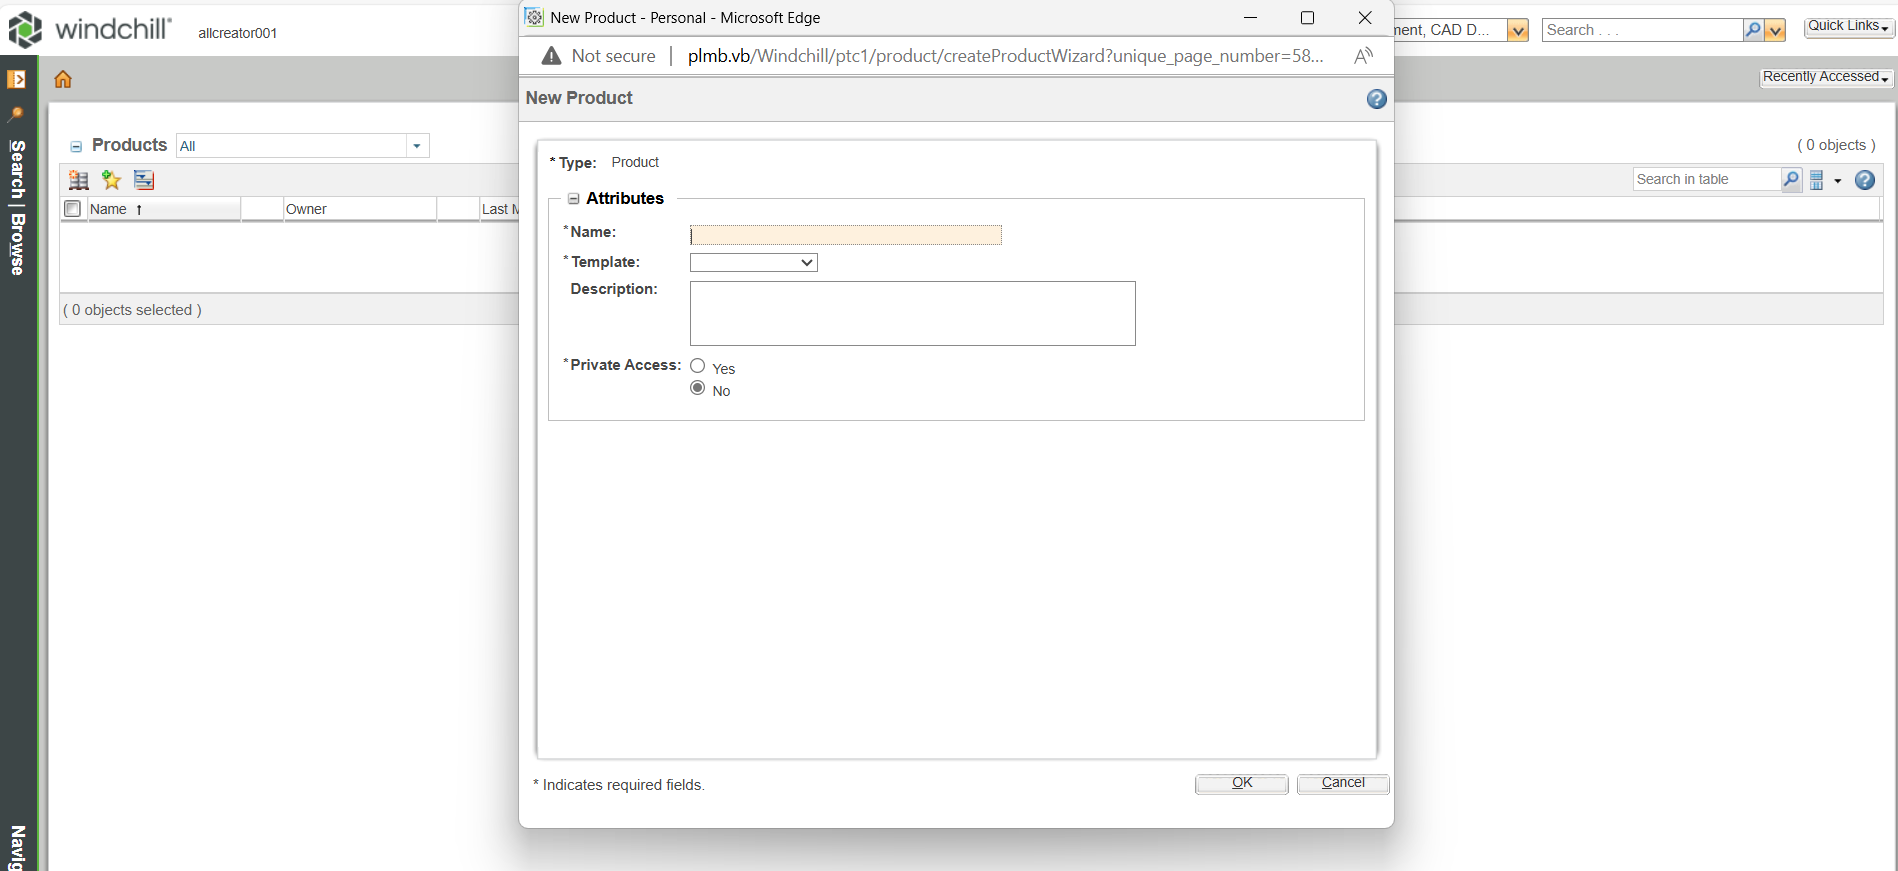 New Product - Personal - Microsoft Edge
windchill
allcreator001
ment, CAD D...
Search . . .
Quick Links
Not secure
plmb.vb/Windchill/ptc1/product/createProductWizard?unique_page_number=58...
Recently Accessed
New Product
Search | Browse
Products
All
( 0 objects )
* Type: Product
Search in table
Attributes
Name
Owner
Last M
*Name:
*Template:
Description:
( 0 objects selected )
*Private Access:
Yes
No
* Indicates required fields.
OK
Cancel
Navig